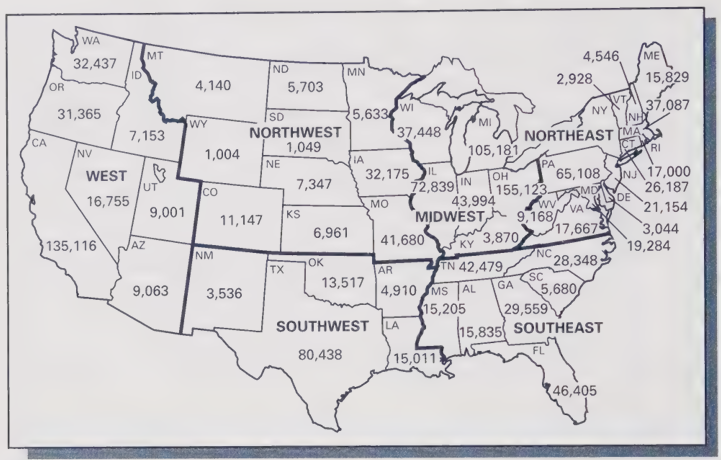 WA
32,437
OR
31,365
ID
7,153
MT
4,140
ND
5,703
MN
5,633
WI
37,448
MI
105,181
4,546
2,928
ME
15,829
NY
VT
NH
37,087
MA
CT
RI
17,000
26,187
NORTHEAST
NORTHWEST
SD
1,049
WY
1,004
CA
135,116
NV
WEST
16,755
UT
9,001
CO
11,147
NE
7,347
IA
32,175
IL
72,839
IN
43,994
OH
155,123
PA
65,108
NJ
21,154
MD
DE
3,044
19,284
WV
9,168
VA
17,667
KS
6,961
MO
41,680
MIDWEST
KY
3,870
AZ
9,063
NM
3,536
TX
OK
13,517
AR
4,910
TN 42,479
NC
28,348
SC
5,680
MS
15,205
AL
15,835
GA
29,559
SOUTHEAST
SOUTHWEST
80,438
LA
15,011
FL
46,405